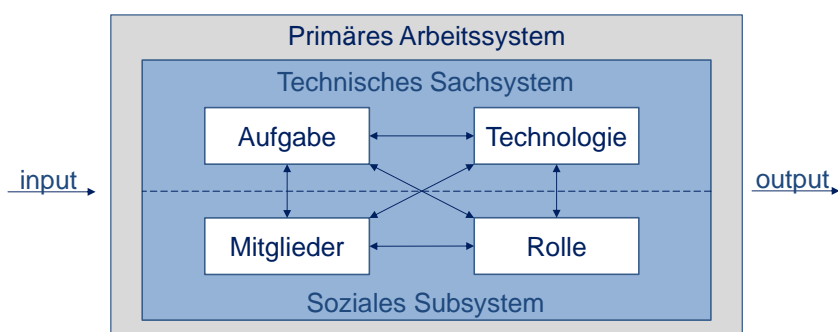 Primäres Arbeitssystem
Technisches Sachsystem
Aufgabe
Technologie
input
output
Mitglieder
Rolle
Soziales Subsystem